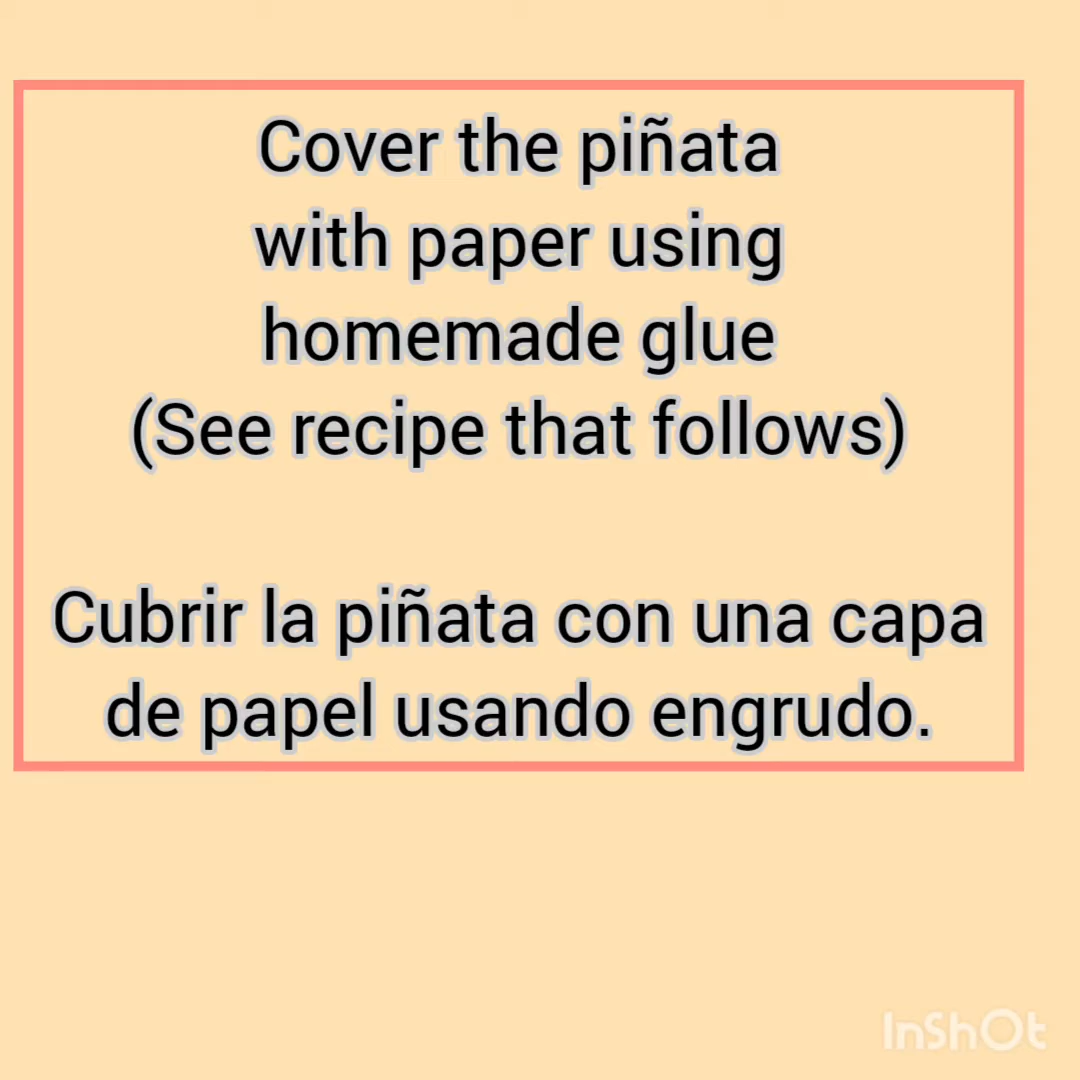 Cover the piñata
with paper using
homemade glue
(See recipe that follows)
Cubrir la piñata con una capa
de papel usando engrudo.
InShOt